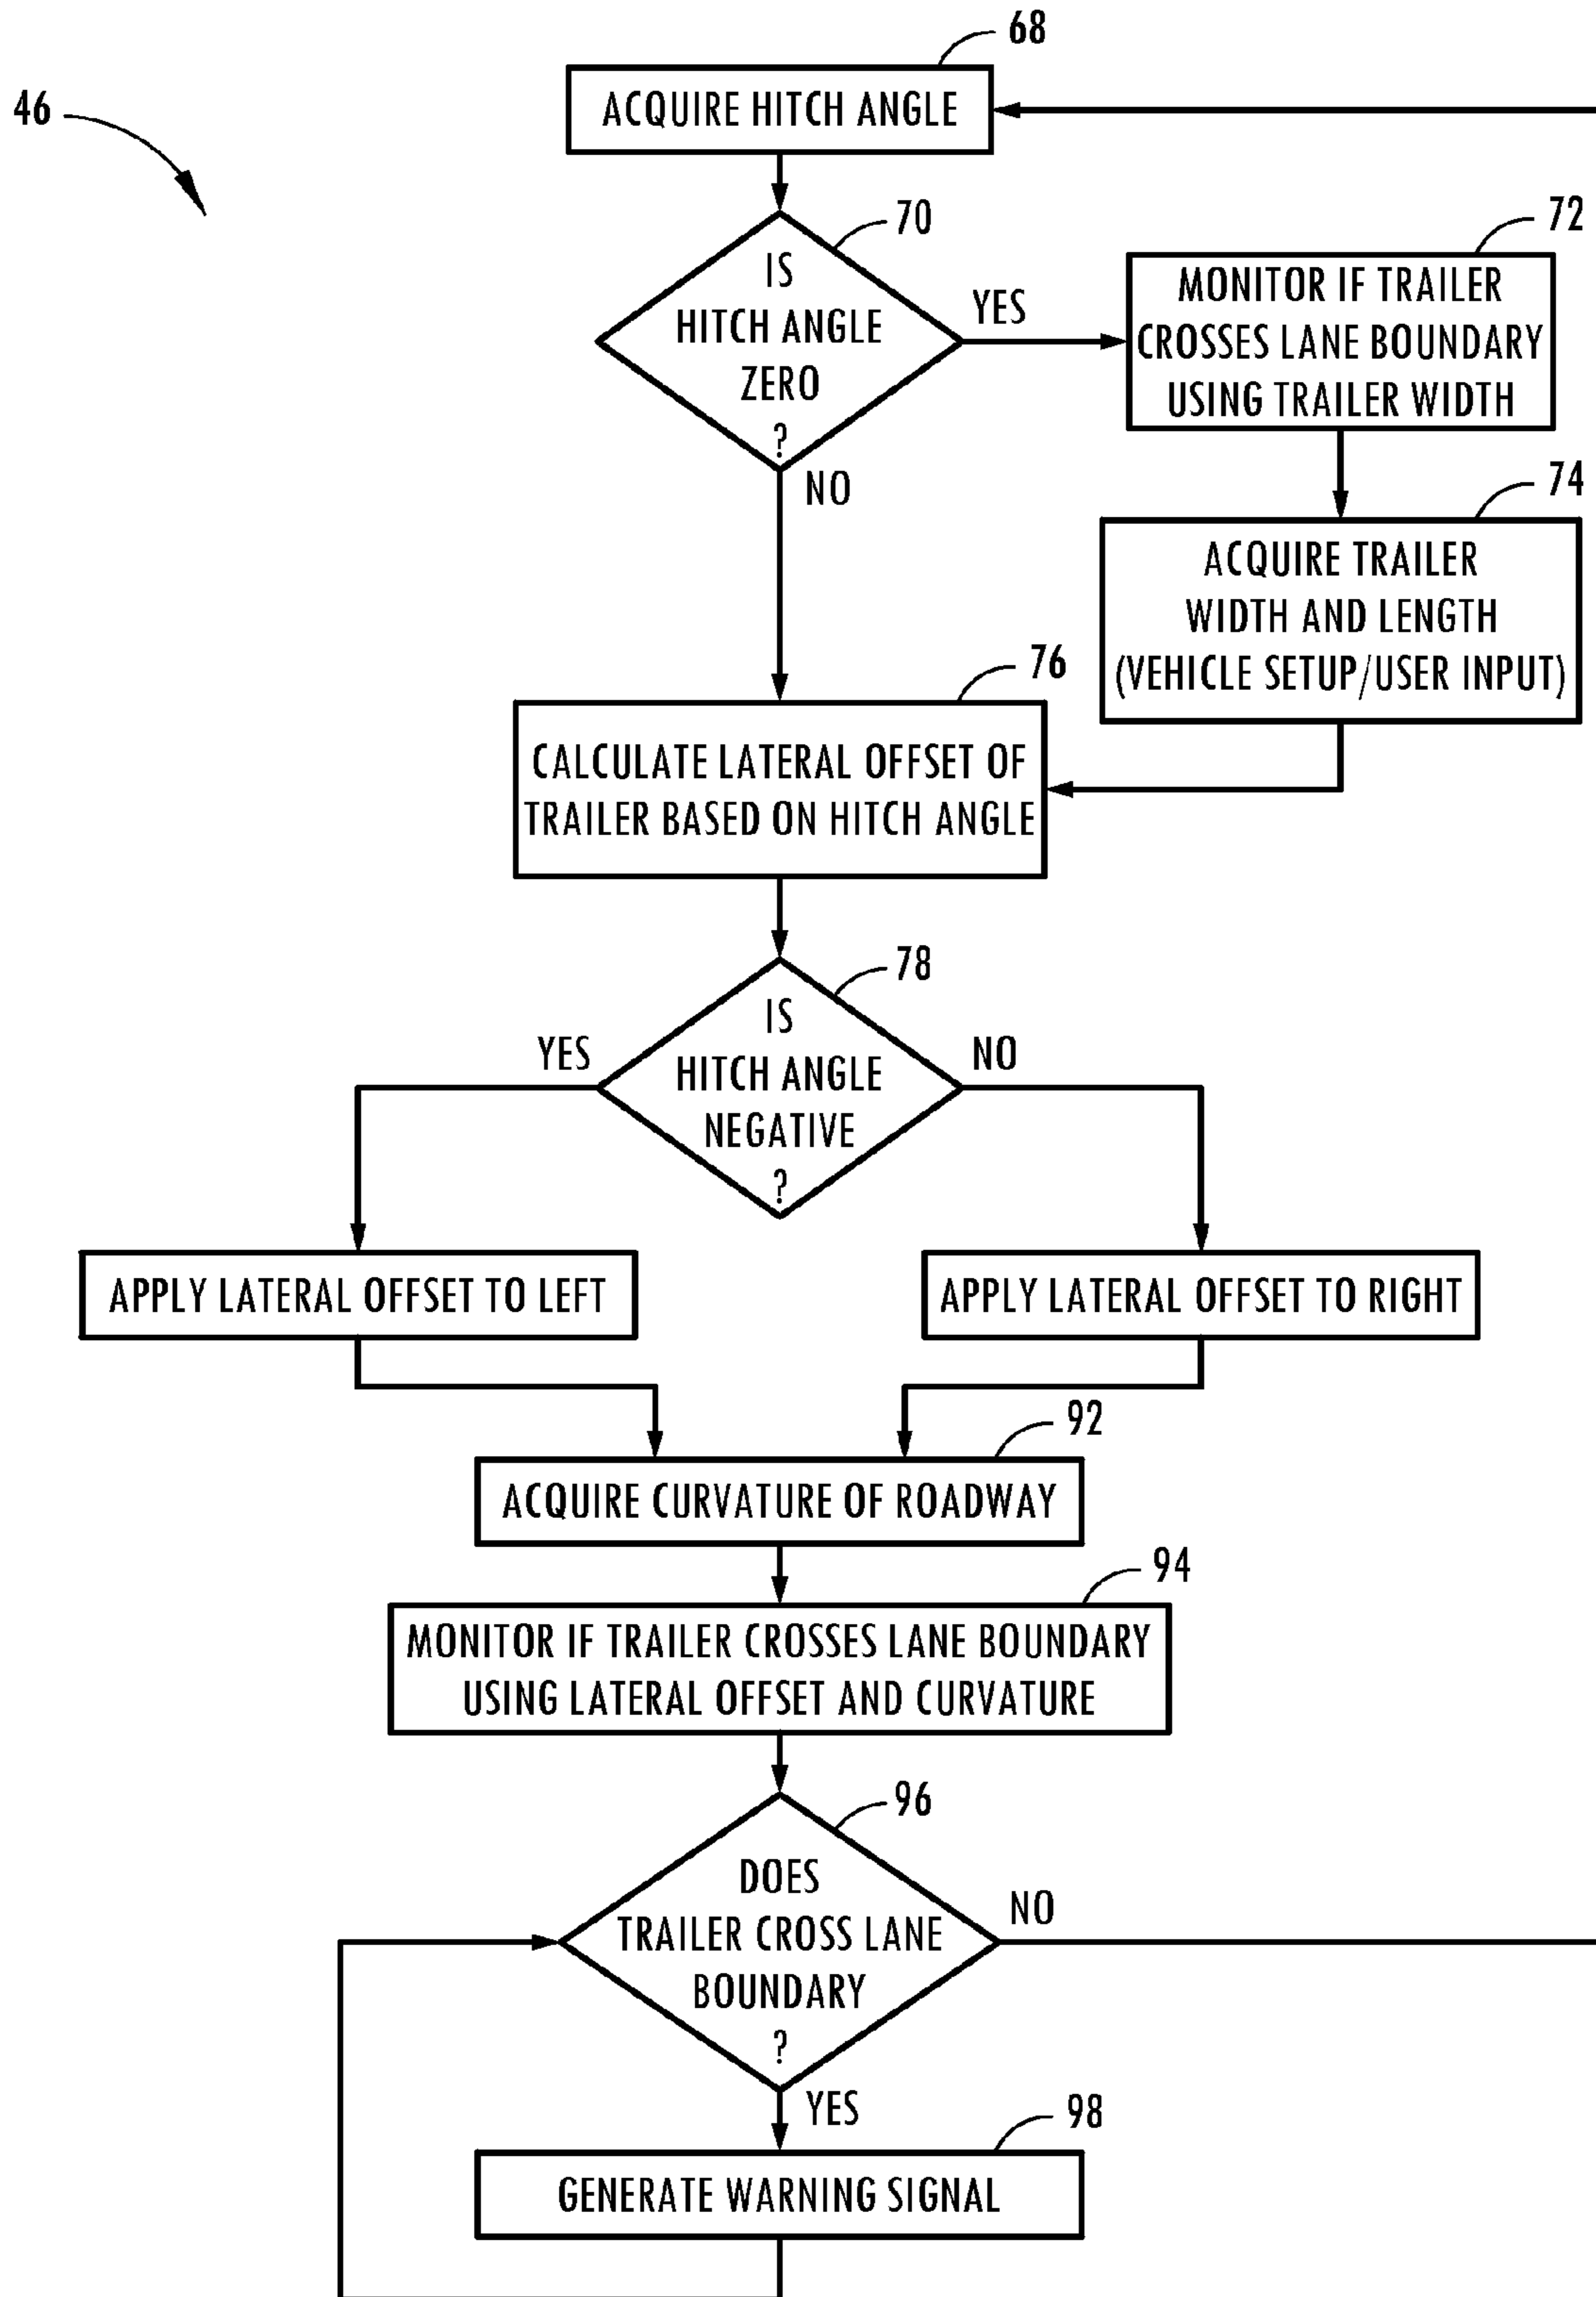 46
68
ACQUIRE HITCH ANGLE
70
IS
HITCH ANGLE
ZERO
?
YES
NO
72
MONITOR IF TRAILER
CROSSES LANE BOUNDARY
USING TRAILER WIDTH
74
ACQUIRE TRAILER
WIDTH AND LENGTH
(VEHICLE SETUP/USER INPUT)
76
CALCULATE LATERAL OFFSET OF
TRAILER BASED ON HITCH ANGLE
78
IS
HITCH ANGLE
NEGATIVE
?
YES
NO
APPLY LATERAL OFFSET TO LEFT
APPLY LATERAL OFFSET TO RIGHT
92
ACQUIRE CURVATURE OF ROADWAY
94
MONITOR IF TRAILER CROSSES LANE BOUNDARY
USING LATERAL OFFSET AND CURVATURE
96
DOES
TRAILER CROSS LANE
BOUNDARY
?
NO
YES
98
GENERATE WARNING SIGNAL